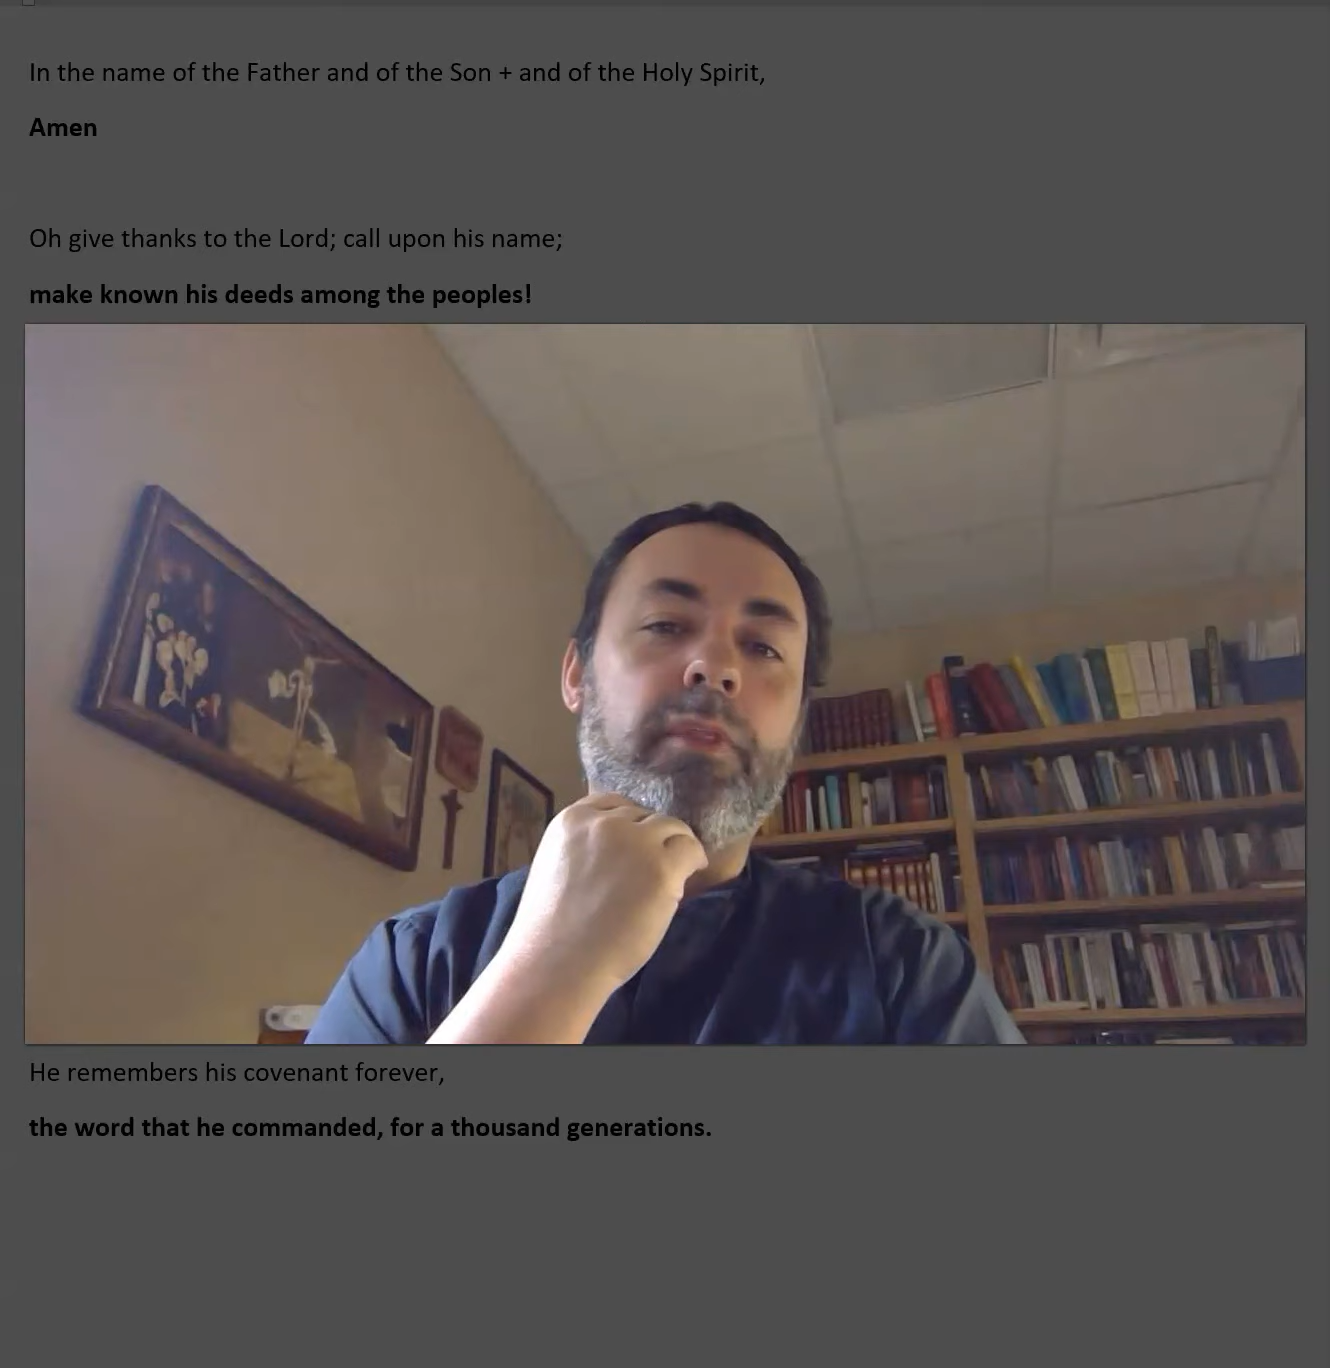 In the name of the Father and of the Son + and of the Holy Spirit,
Amen
Oh give thanks to the Lord; call upon his name;
make known his deeds among the peoples!
He remembers his covenant forever,
the word that he commanded, for a thousand generations.